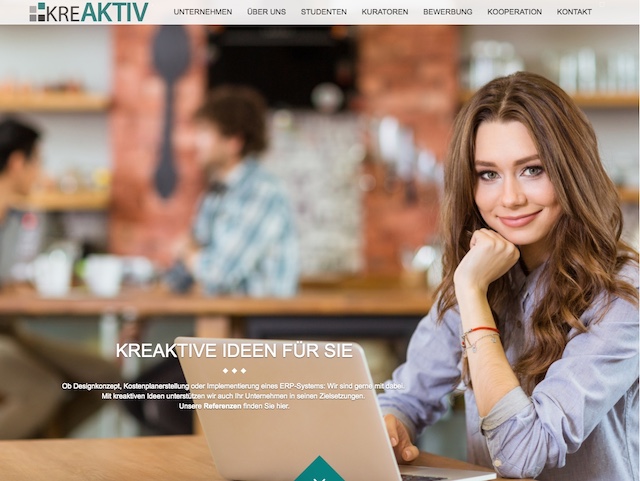 KREAKTIV UNTERNEHMEN ÜBER UNS STUDENTEN KURATOREN BEWERBUNG KOOPERATION KONTAKT
KREAKTIVE IDEEN FÜR SIE
Ob Designkonzept, Kostenplanerstellung oder Implementierung eines ERP-Systems: Wir sind gerne mit dabei.
Mit kreaktiven Ideen unterstützen wir auch Ihr Unternehmen in seinen Zielsetzungen.
Unsere Referenzen finden Sie hier.